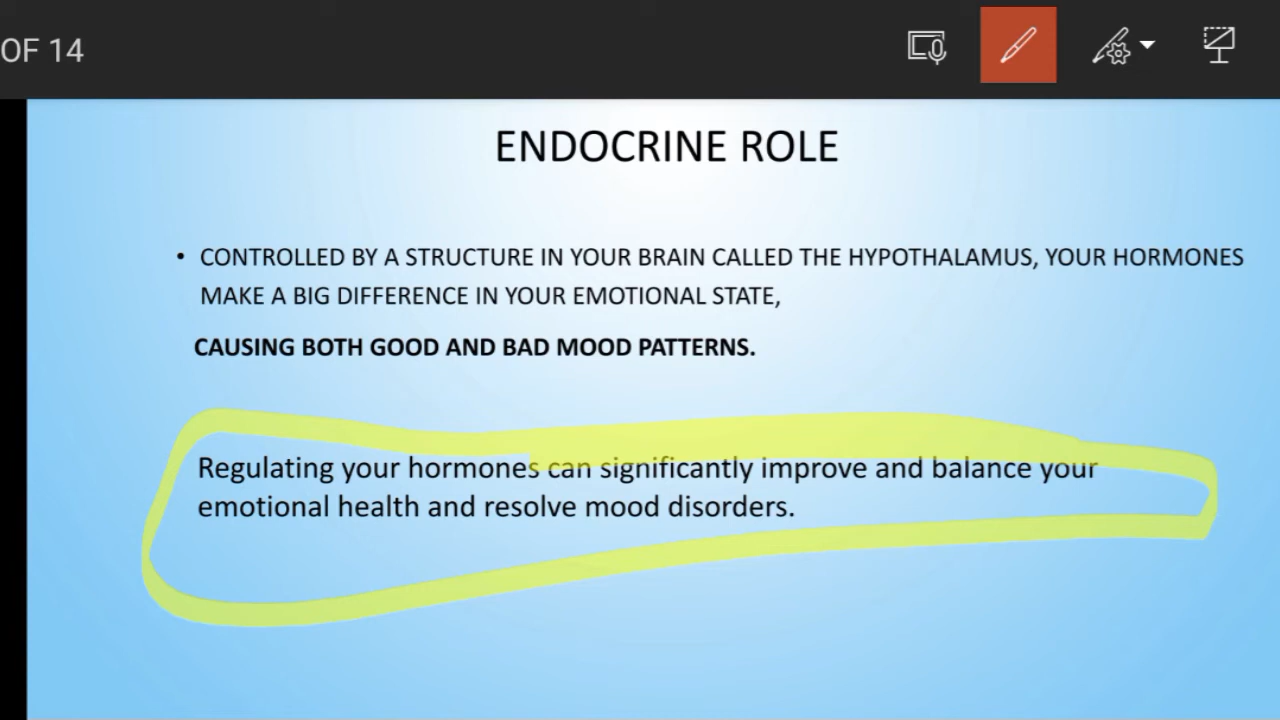 OF 14
ENDOCRINE ROLE
• CONTROLLED BY A STRUCTURE IN YOUR BRAIN CALLED THE HYPOTHALAMUS, YOUR HORMONES
MAKE A BIG DIFFERENCE IN YOUR EMOTIONAL STATE,
CAUSING BOTH GOOD AND BAD MOOD PATTERNS.
Regulating your hormones can significantly improve and balance your
emotional health and resolve mood disorders.